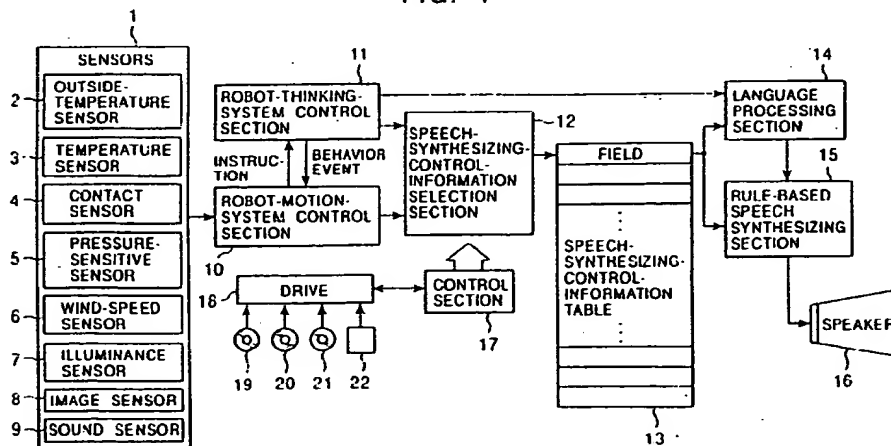 1
SENSORS
2
OUTSIDE-
TEMPERATURE
SENSOR
3
TEMPERATURE
SENSOR
4
CONTACT
SENSOR
5
PRESSURE-
SENSITIVE
SENSOR
6
WIND-SPEED
SENSOR
7
ILLUMINANCE
SENSOR
8
IMAGE SENSOR
9
SOUND SENSOR
11
ROBOT-THINKING-
SYSTEM CONTROL
SECTION
INSTRUC-
TION
BEHAVIOR
EVENT
ROBOT-MOTION-
SYSTEM CONTROL
SECTION
10
12
SPEECH-
SYNTHESIZING-
CONTROL-
INFORMATION
SELECTION
SECTION
18
DRIVE
CONTROL
SECTION
17
19
20
21
22
FIELD
SPEECH-
SYNTHESIZING-
CONTROL-
INFORMATION
TABLE
13
14
LANGUAGE
PROCESSING
SECTION
15
RULE-BASED
SPEECH
SYNTHESIZING
SECTION
SPEAKER
16